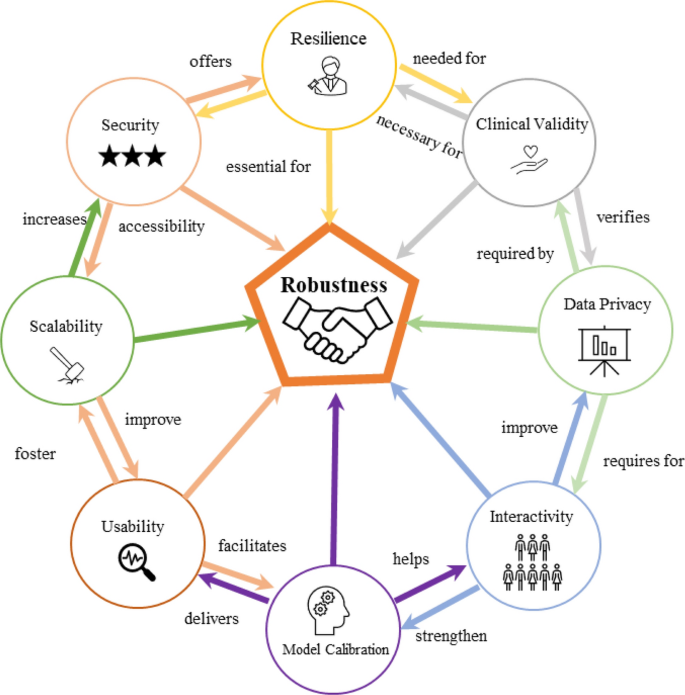 Resilience
offers
needed for
Security
Clinical Validity
necessary for
essential for
increases
accessibility
verifies
required by
Robustness
Data Privacy
Scalability
improve
improve
foster
requires for
Usability
Interactivity
facilitates
helps
delivers
strengthen
Model Calibration